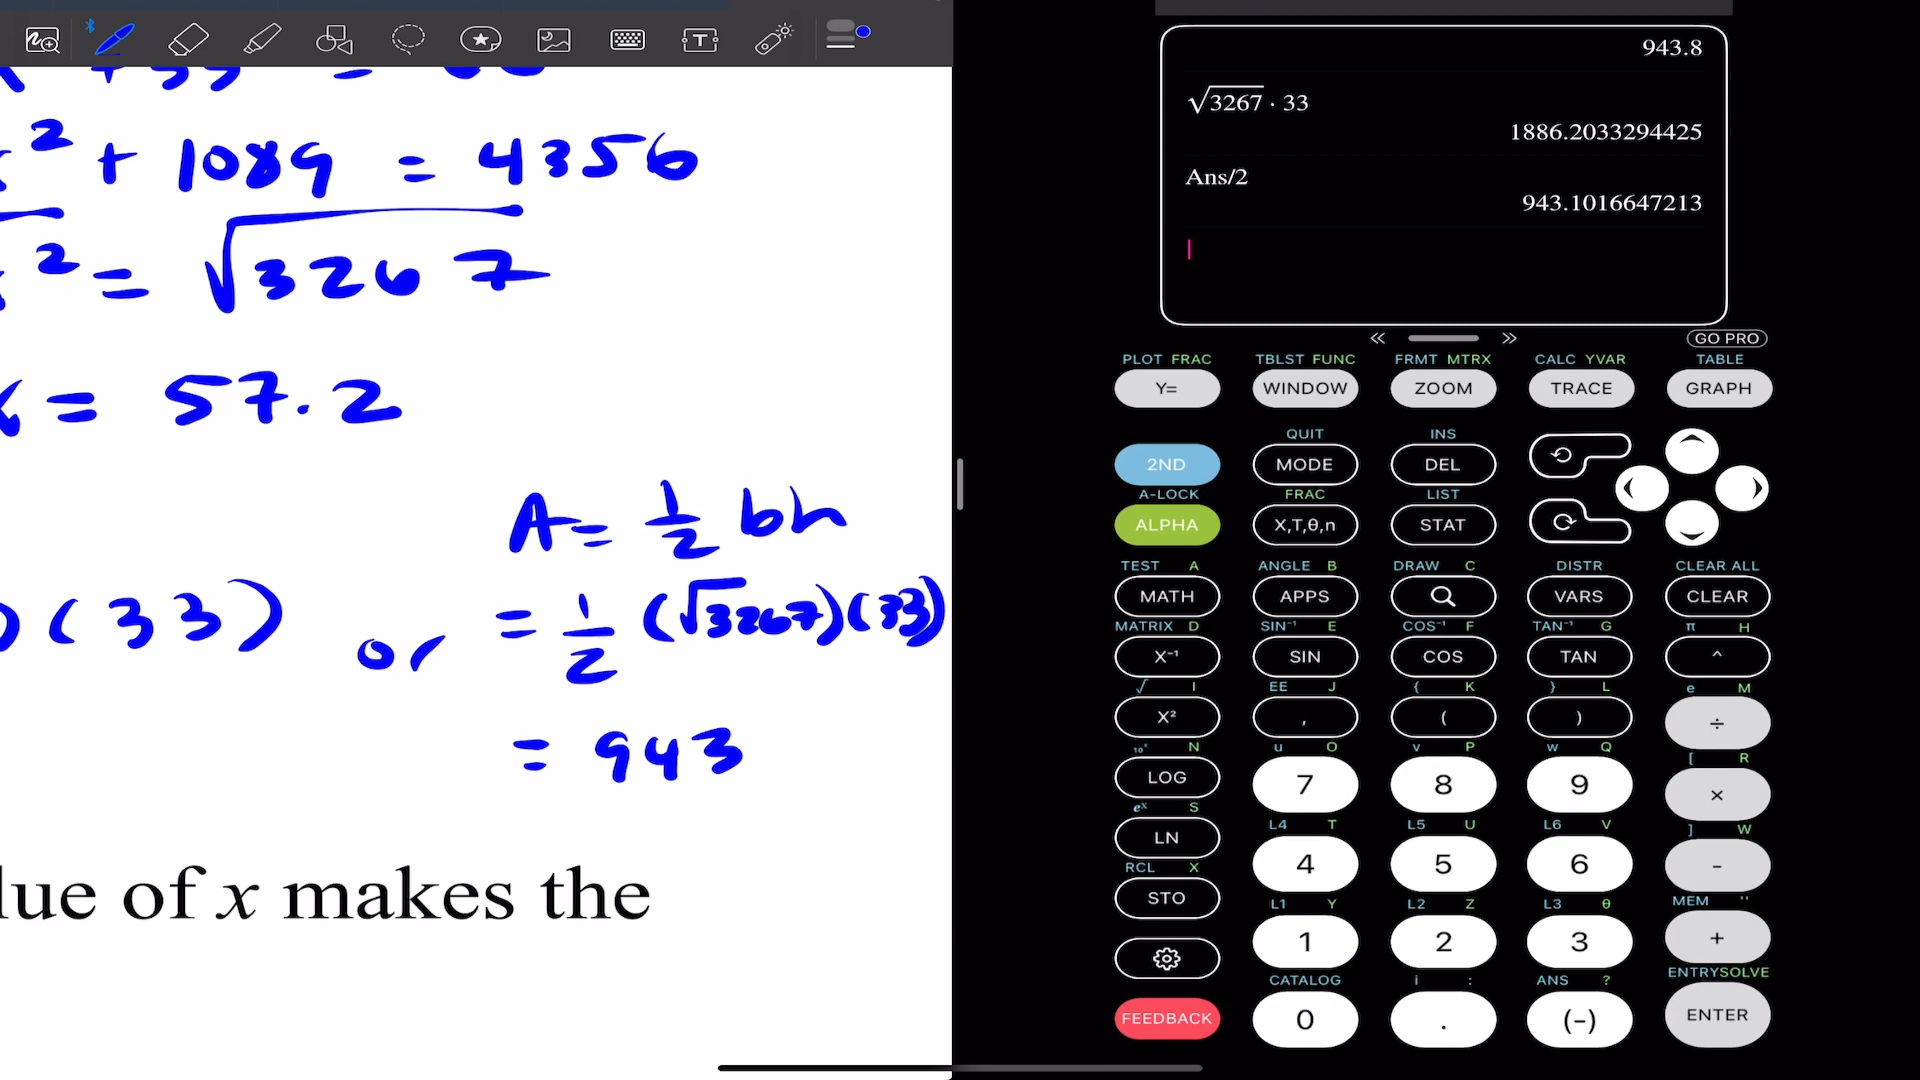 ² + 1089 = 4356
² = √3267
= 57.2
A = 1/2 bh
) (33) or = 1/2 (√3267)(33)
= 943
lue of x makes the
943.8
√3267 · 33
1886.2033294425
Ans/2
943.1016647213
GO PRO
PLOT FRAC TBLST FUNC FRMT MTRX CALC YVAR TABLE
Y= WINDOW ZOOM TRACE GRAPH
QUIT INS
2ND MODE DEL
A-LOCK FRAC LIST
ALPHA X,T,θ,n STAT
TEST A ANGLE B DRAW C DISTR CLEAR ALL
MATH APPS VARS CLEAR
MATRIX D SIN⁻¹ E COS⁻¹ F TAN⁻¹ G π H
X⁻¹ SIN COS TAN ^
√ I EE J { K } L e M
X² , ( ) ÷
10ˣ N u O v P w Q [ R
LOG 7 8 9 ×
eˣ S L4 T L5 U L6 V ] W
LN 4 5 6 -
RCL X L1 Y L2 Z L3 θ MEM "
STO 1 2 3 +
CATALOG i : ANS ? ENTRY SOLVE
FEEDBACK 0 . (-) ENTER